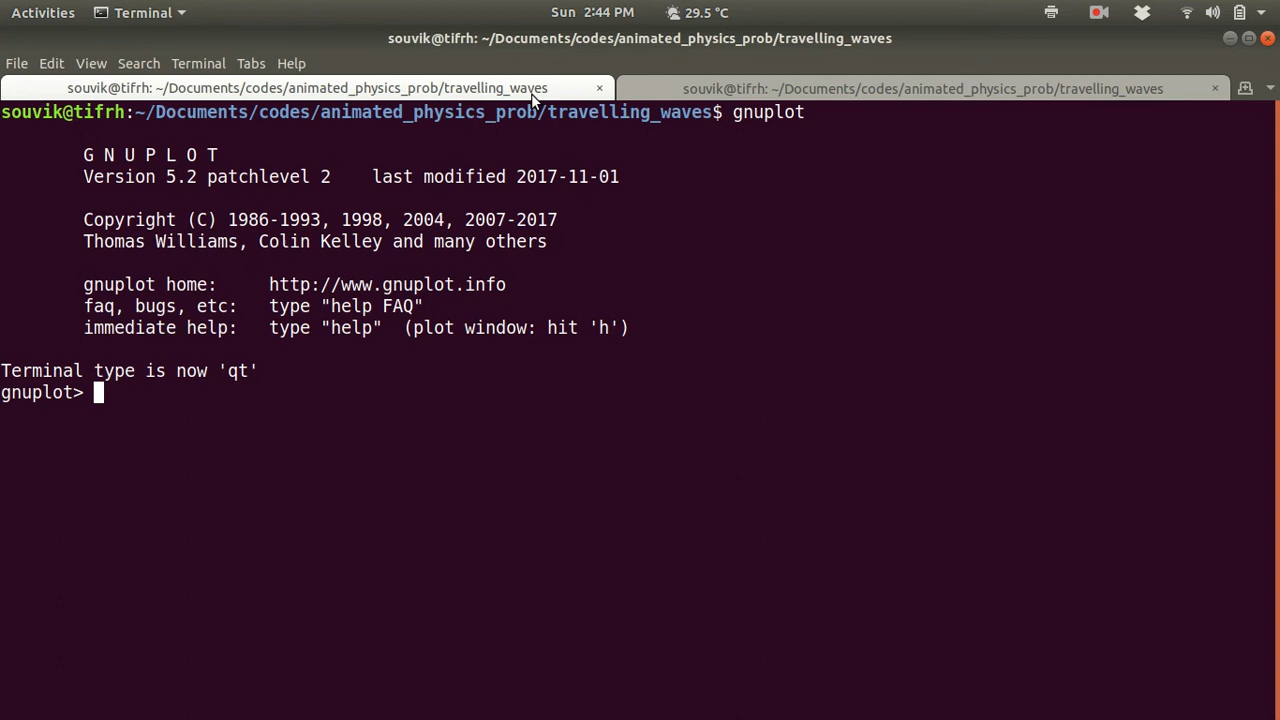 Activities Terminal Sun 2:44 PM 29.5 °C
souvik@tifrh: ~/Documents/codes/animated_physics_prob/travelling_waves
File Edit View Search Terminal Tabs Help
souvik@tifrh: ~/Documents/codes/animated_physics_prob/travelling_waves × souvik@tifrh: ~/Documents/codes/animated_physics_prob/travelling_waves ×
souvik@tifrh:~/Documents/codes/animated_physics_prob/travelling_waves$ gnuplot
G N U P L O T
Version 5.2 patchlevel 2 last modified 2017-11-01
Copyright (C) 1986-1993, 1998, 2004, 2007-2017
Thomas Williams, Colin Kelley and many others
gnuplot home: http://www.gnuplot.info
faq, bugs, etc: type "help FAQ"
immediate help: type "help" (plot window: hit 'h')
Terminal type is now 'qt'
gnuplot>